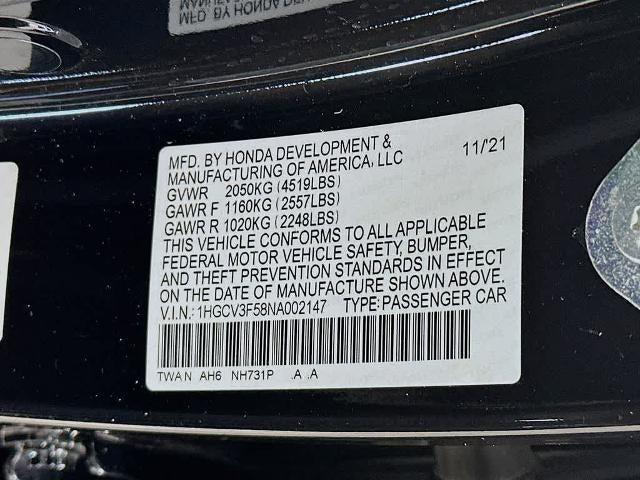 MFD. BY HONDA DEVELOPMENT & 11/'21
MANUFACTURING OF AMERICA, LLC
GVWR 2050KG (4519LBS)
GAWR F 1160KG (2557LBS)
GAWR R 1020KG (2248LBS)
THIS VEHICLE CONFORMS TO ALL APPLICABLE
FEDERAL MOTOR VEHICLE SAFETY, BUMPER,
AND THEFT PREVENTION STANDARDS IN EFFECT
ON THE DATE OF MANUFACTURE SHOWN ABOVE.
V.I.N.: 1HGCV3F58NA002147 TYPE: PASSENGER CAR
TWA N AH6 NH731P .A .A